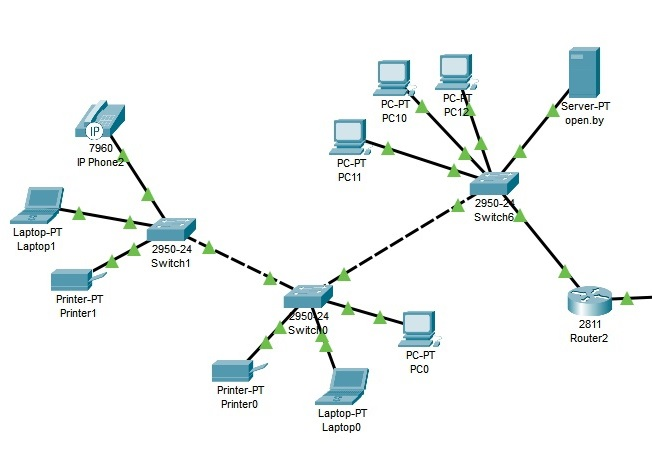 PC-PT
PC10
PC-PT
PC12
Server-PT
open.by
IP
7960
IP Phone2
PC-PT
PC11
2950-24
Switch6
Laptop-PT
Laptop1
2950-24
Switch1
Printer-PT
Printer1
2950-24
Switch0
2811
Router2
PC-PT
PC0
Printer-PT
Printer0
Laptop-PT
Laptop0